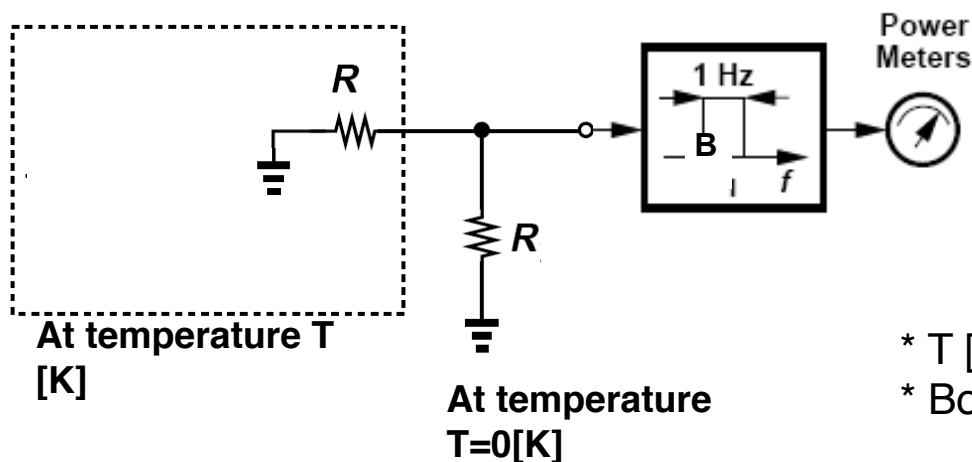 Power
Meters
1 Hz
R
B
f
R
At temperature T
[K]
At temperature
T=0[K]
* T [
* Bo